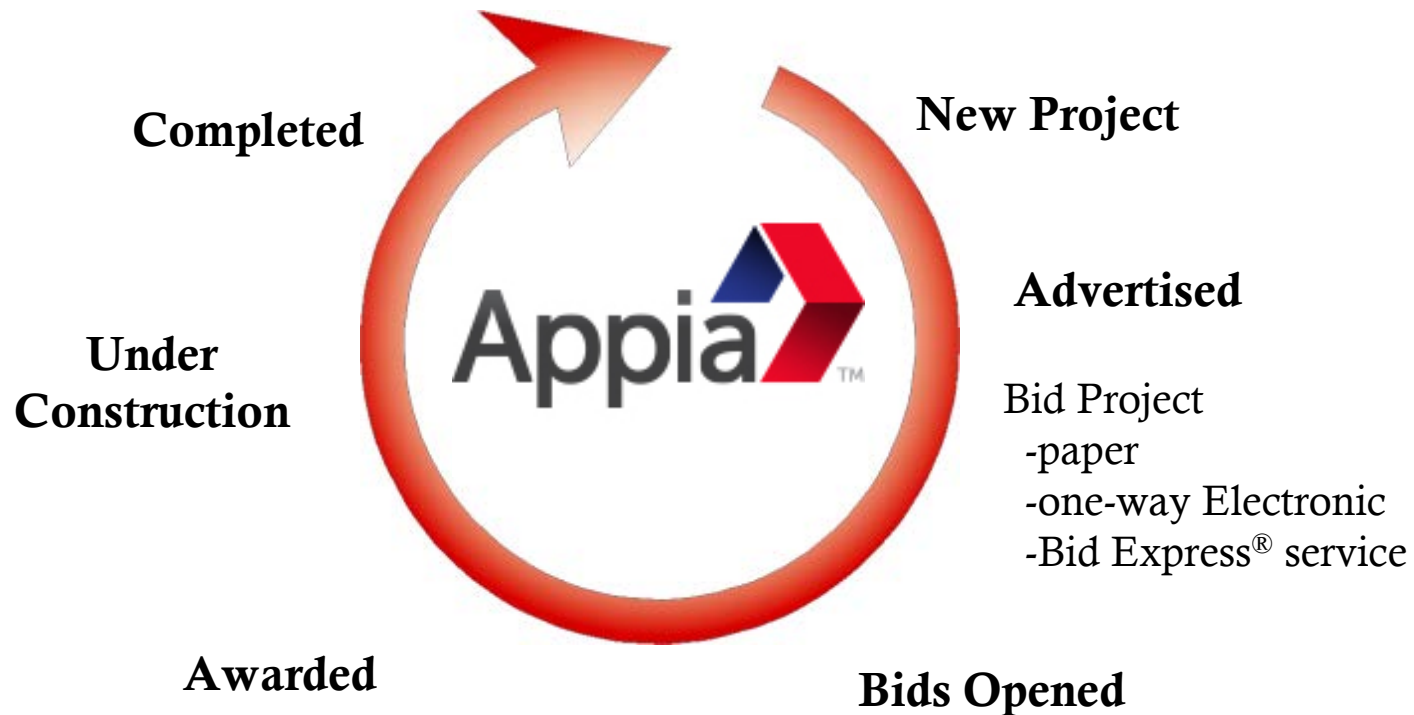 New Project
Advertised
Bid Project
-paper
-one-way Electronic
-Bid Express® service
Bids Opened
Awarded
Under
Construction
Completed
Appia™